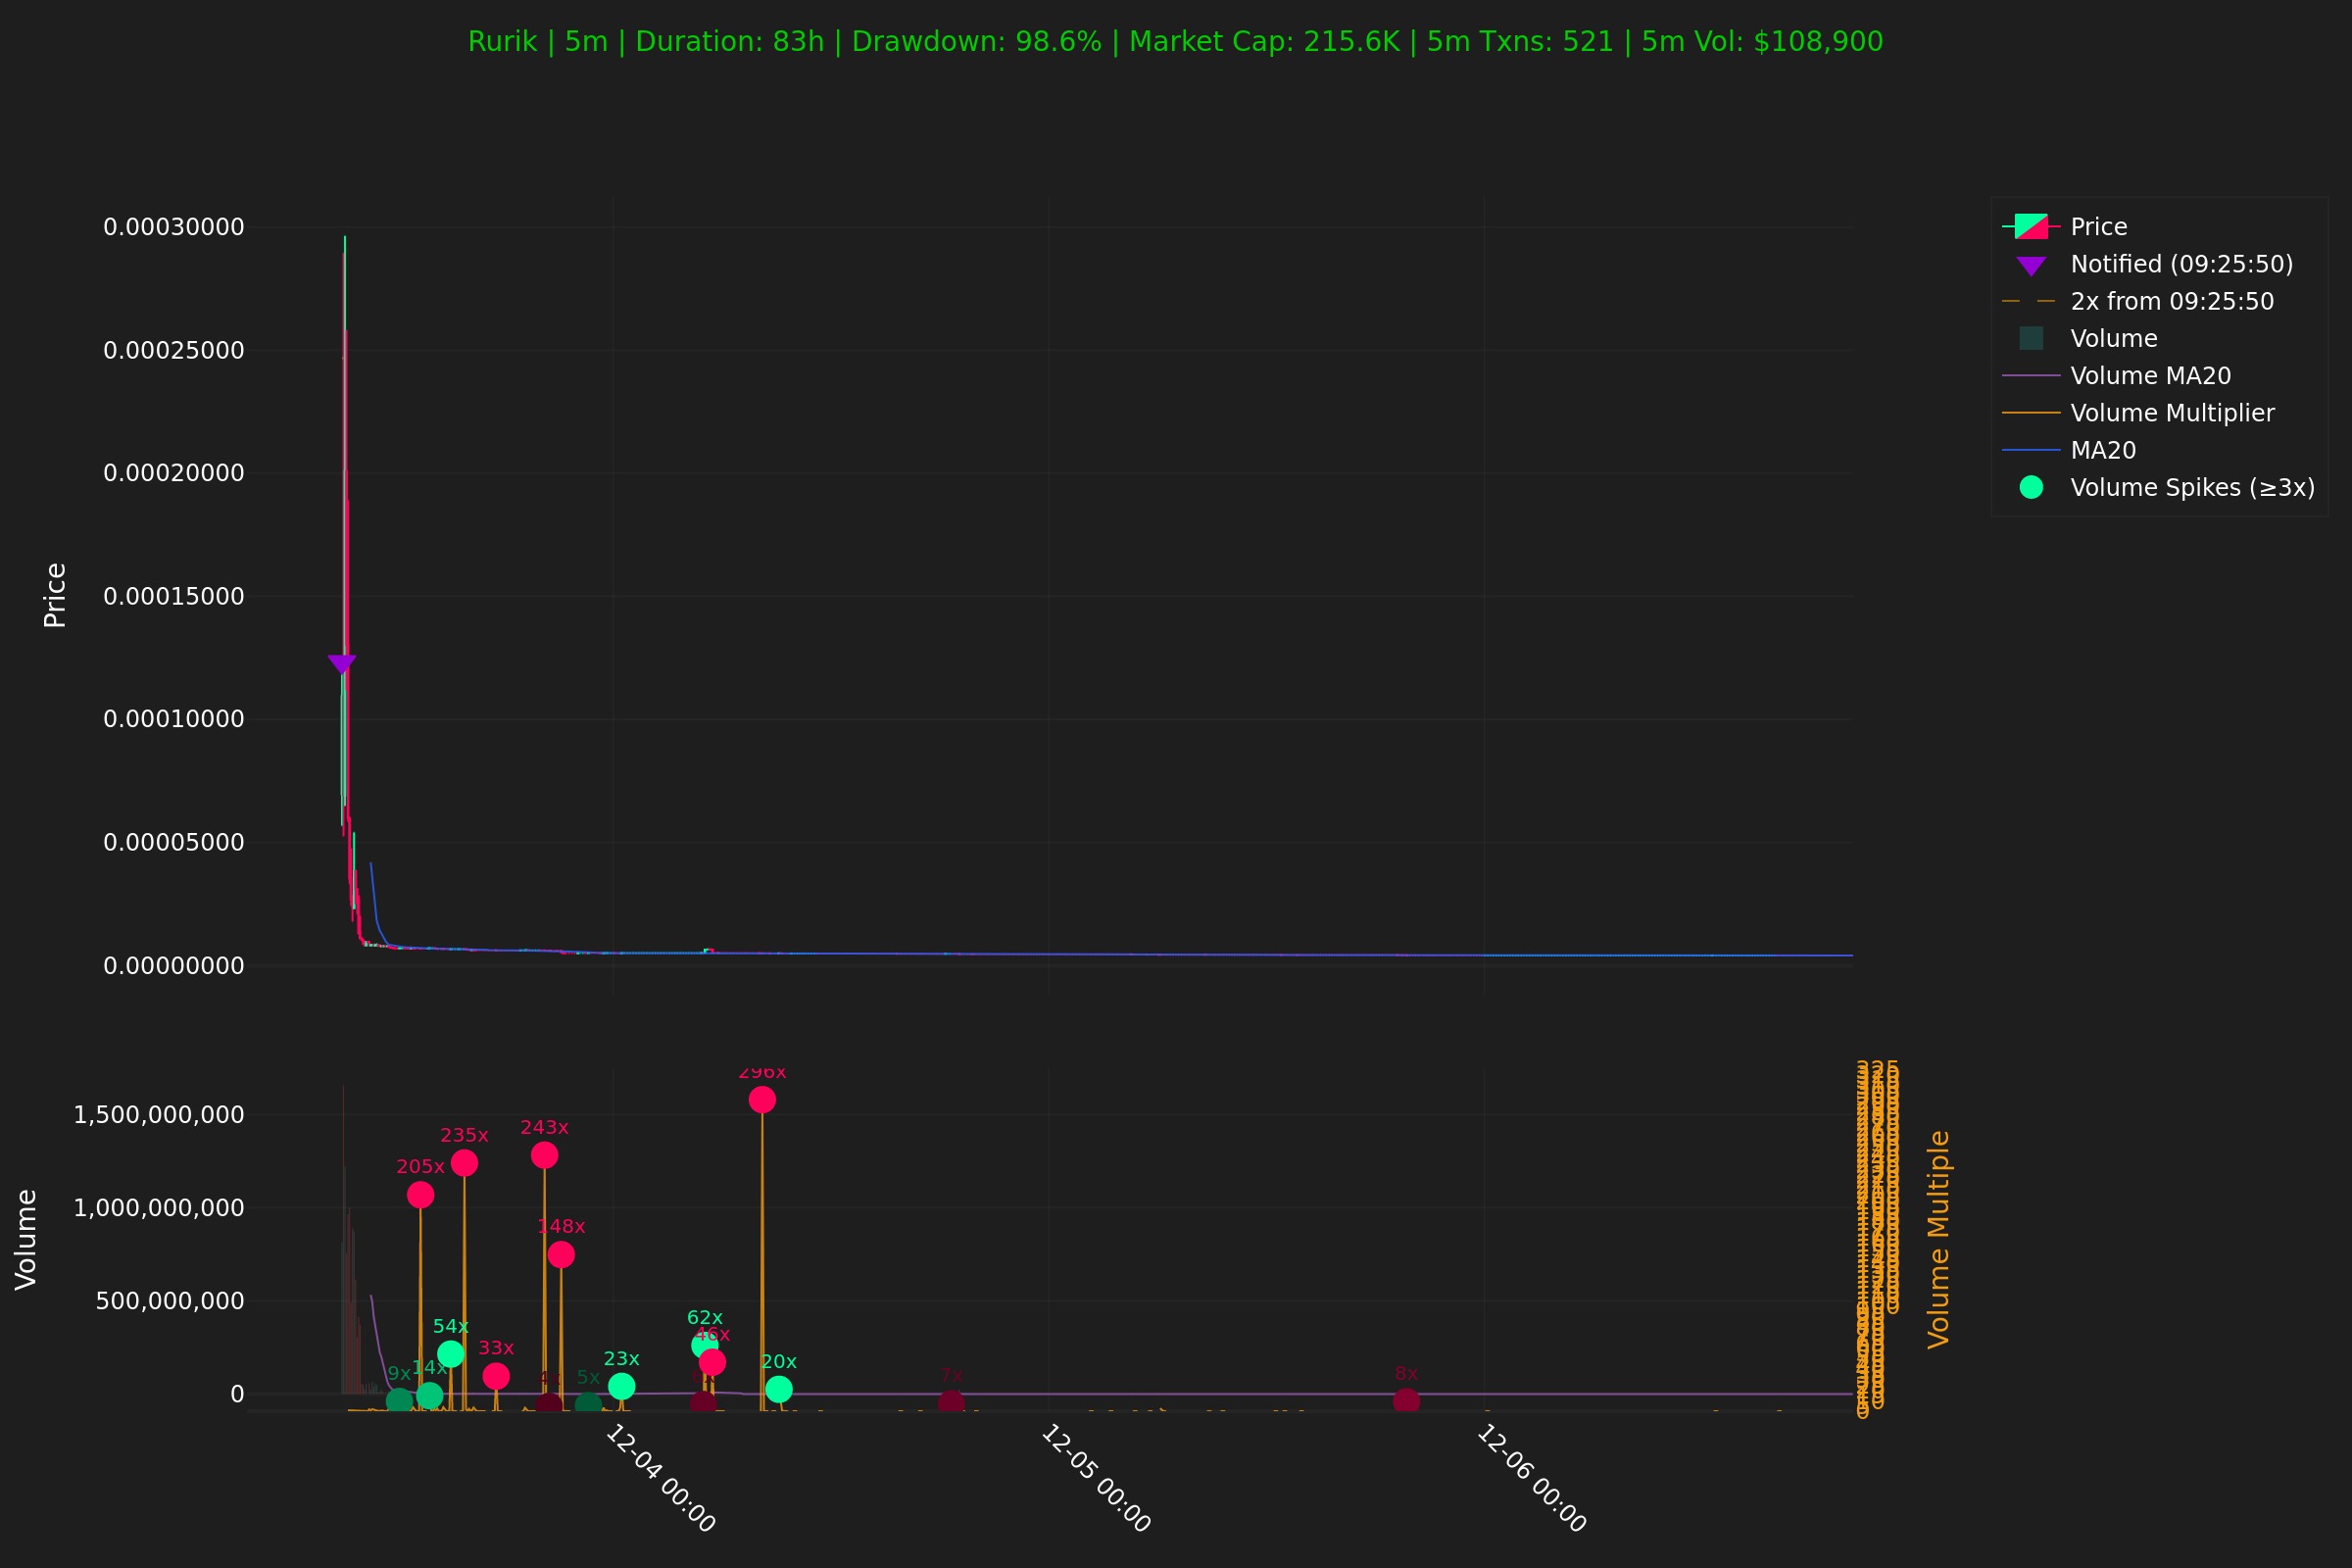 Rurik | 5m | Duration: 83h | Drawdown: 98.6% | Market Cap: 215.6K | 5m Txns: 521 | 5m Vol: $108,900
Price
0.00030000
0.00025000
0.00020000
0.00015000
0.00010000
0.00005000
0.00000000
Price
Notified (09:25:50)
2x from 09:25:50
Volume
Volume MA20
Volume Multiplier
MA20
Volume Spikes (≥3x)
Volume
1,500,000,000
1,000,000,000
500,000,000
0
9x
205x
14x
54x
235x
33x
243x
148x
5x
23x
62x
46x
296x
20x
7x
8x
Volume Multiple
12-04 00:00
12-05 00:00
12-06 00:00